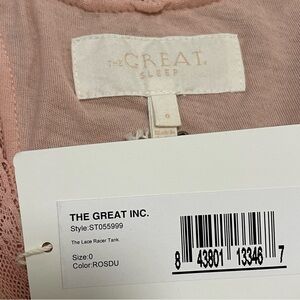 THE GREAT.
SLEEP
0
THE GREAT INC.
Style:ST055999
The Lace Racer Tank
Size:0
Color:ROSDU
8 43801 13346 7